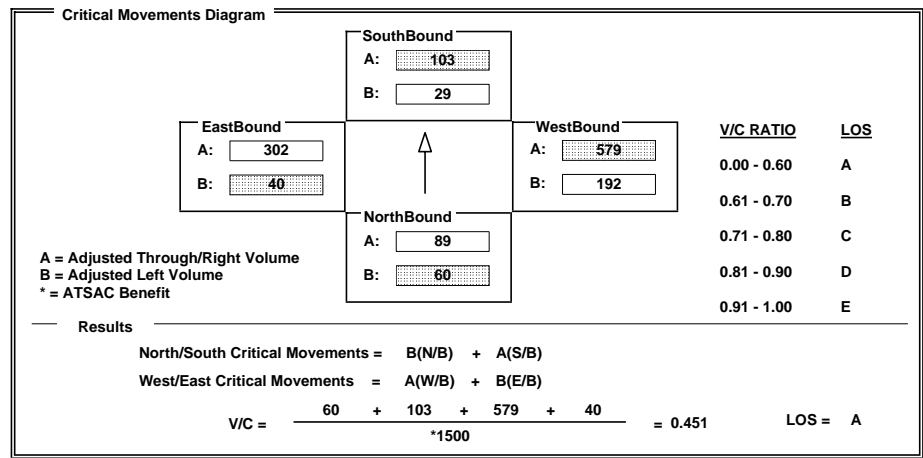 Critical Movements Diagram
SouthBound
A: 103
B: 29
EastBound
A: 302
B: 40
WestBound
A: 579
B: 192
NorthBound
A: 89
B: 60
V/C RATIO LOS
0.00 - 0.60 A
0.61 - 0.70 B
0.71 - 0.80 C
0.81 - 0.90 D
0.91 - 1.00 E
A = Adjusted Through/Right Volume
B = Adjusted Left Volume
* = ATSAC Benefit
Results
North/South Critical Movements = B(N/B) + A(S/B)
West/East Critical Movements = A(W/B) + B(E/B)
60 + 103 + 579 + 40
V/C = = 0.451 LOS = A
*1500